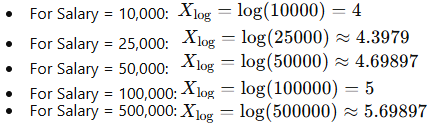 • For Salary = 10,000: X_log = log(10000) = 4
• For Salary = 25,000: X_log = log(25000) ≈ 4.3979
• For Salary = 50,000: X_log = log(50000) ≈ 4.69897
• For Salary = 100,000: X_log = log(100000) = 5
• For Salary = 500,000: X_log = log(500000) ≈ 5.69897